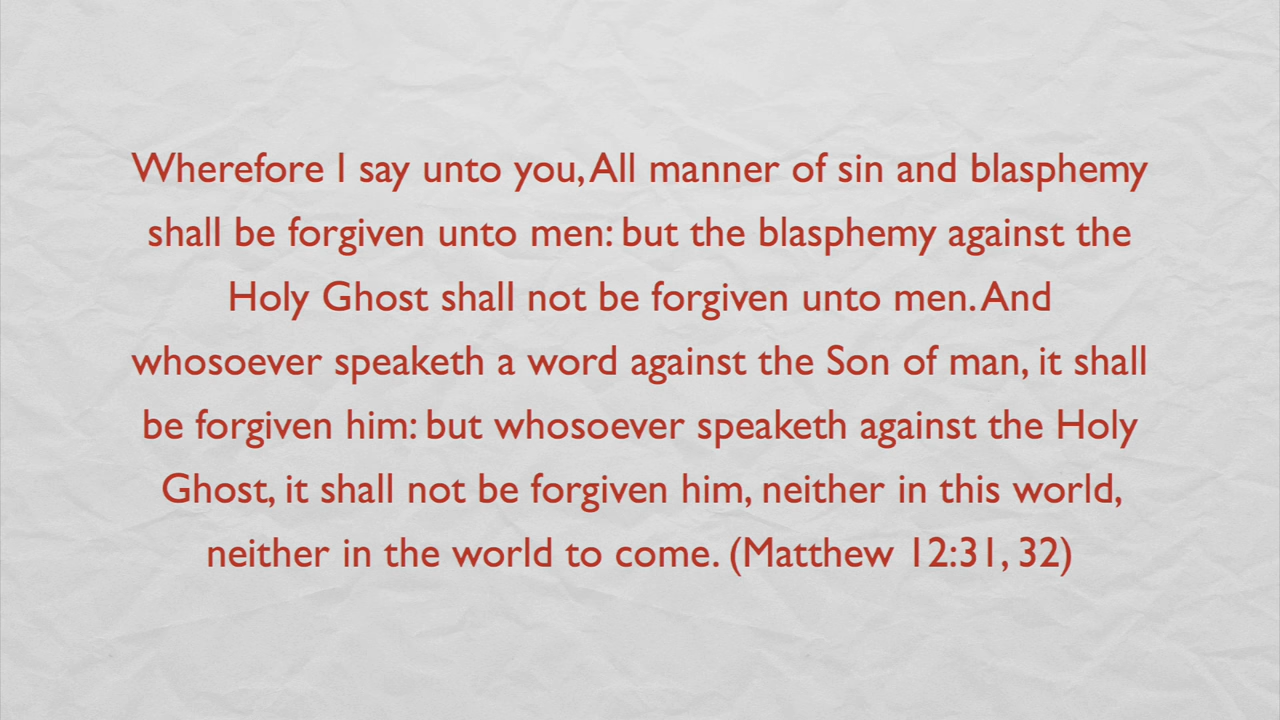 Wherefore I say unto you, All manner of sin and blasphemy
shall be forgiven unto men: but the blasphemy against the
Holy Ghost shall not be forgiven unto men. And
whosoever speaketh a word against the Son of man, it shall
be forgiven him: but whosoever speaketh against the Holy
Ghost, it shall not be forgiven him, neither in this world,
neither in the world to come. (Matthew 12:31, 32)